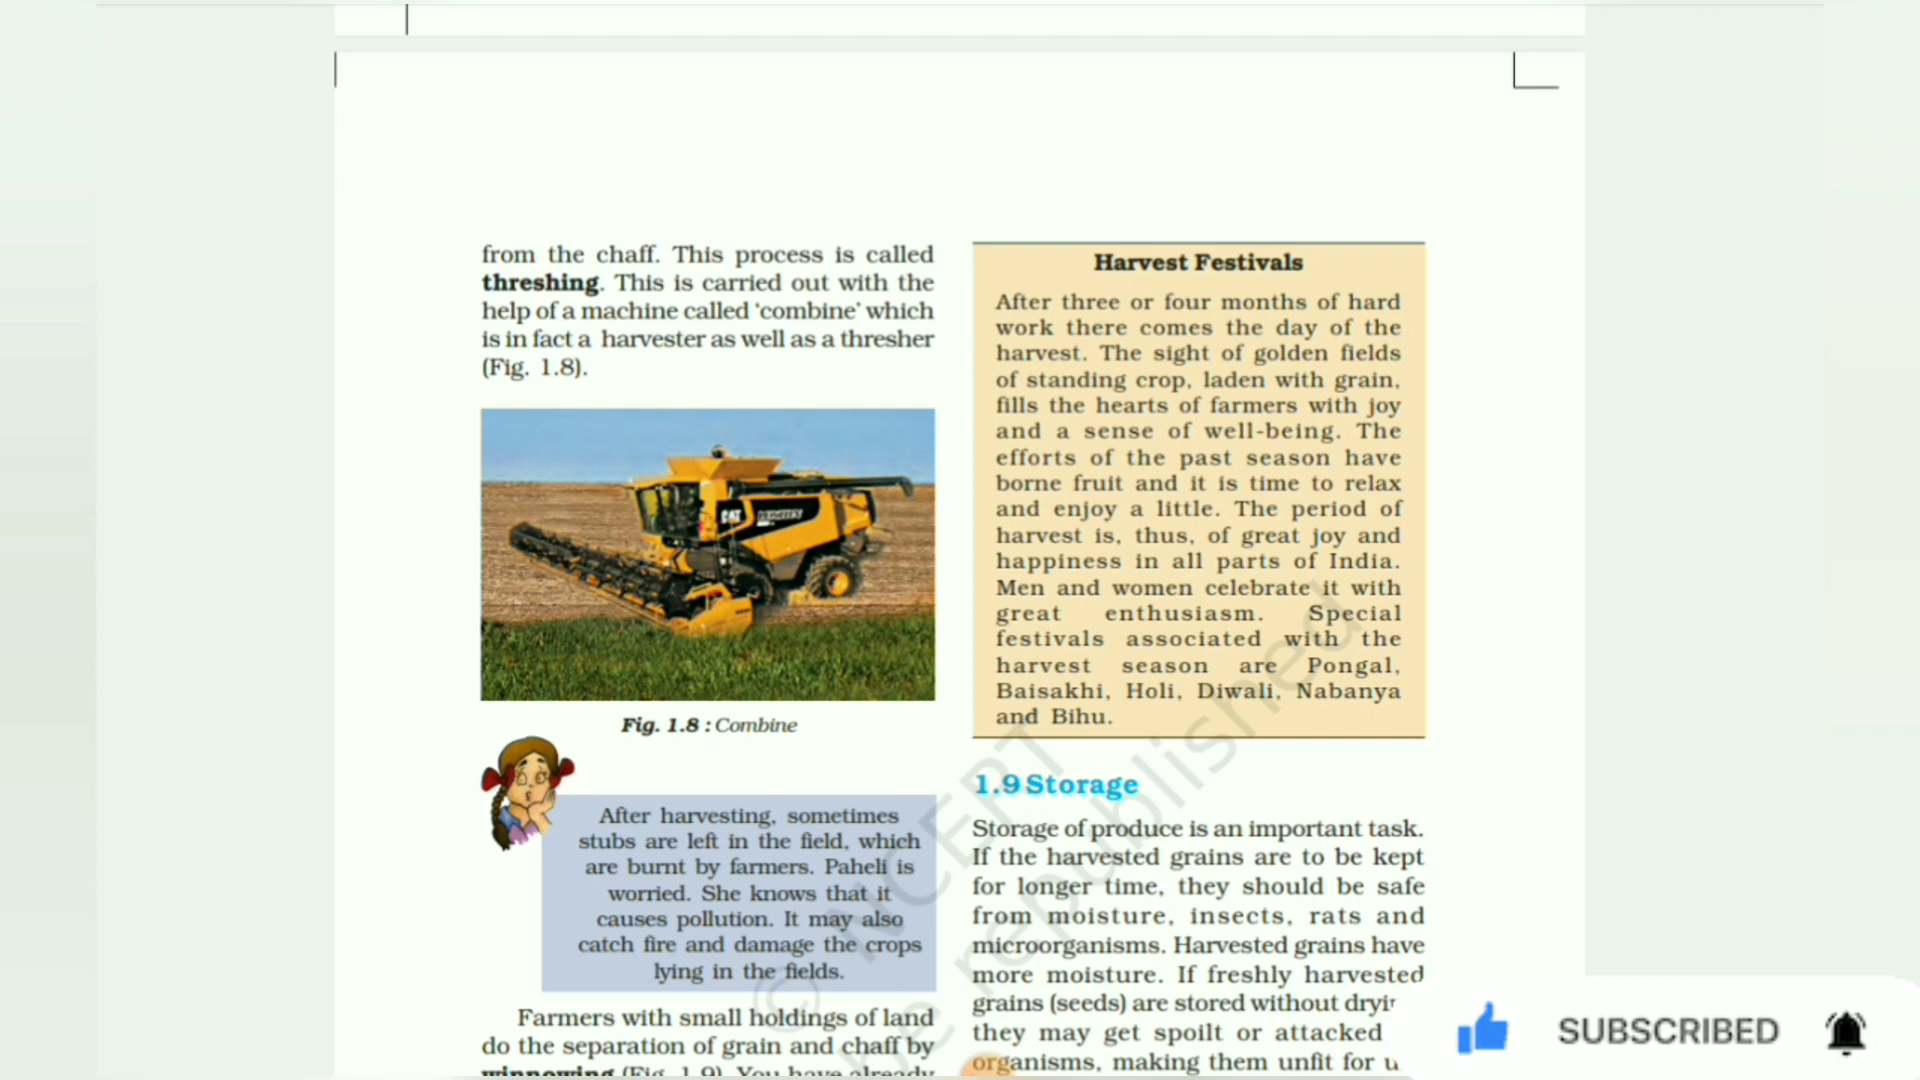 from the chaff. This process is called
threshing. This is carried out with the
help of a machine called 'combine' which
is in fact a harvester as well as a thresher
(Fig. 1.8).
CAT
Fig. 1.8 : Combine
After harvesting, sometimes
stubs are left in the field, which
are burnt by farmers. Paheli is
worried. She knows that it
causes pollution. It may also
catch fire and damage the crops
lying in the fields.
Farmers with small holdings of land
do the separation of grain and chaff by
winnowing (Fig. 1.9). You have already
Harvest Festivals
After three or four months of hard
work there comes the day of the
harvest. The sight of golden fields
of standing crop, laden with grain,
fills the hearts of farmers with joy
and a sense of well-being. The
efforts of the past season have
borne fruit and it is time to relax
and enjoy a little. The period of
harvest is, thus, of great joy and
happiness in all parts of India.
Men and women celebrate it with
great enthusiasm. Special
festivals associated with the
harvest season are Pongal,
Baisakhi, Holi, Diwali, Nabanya
and Bihu.
1.9 Storage
Storage of produce is an important task.
If the harvested grains are to be kept
for longer time, they should be safe
from moisture, insects, rats and
microorganisms. Harvested grains have
more moisture. If freshly harvested
grains (seeds) are stored without
they may get spoilt or attacked
organisms, making them unfit for
© NCERT
be republished
SUBSCRIBED